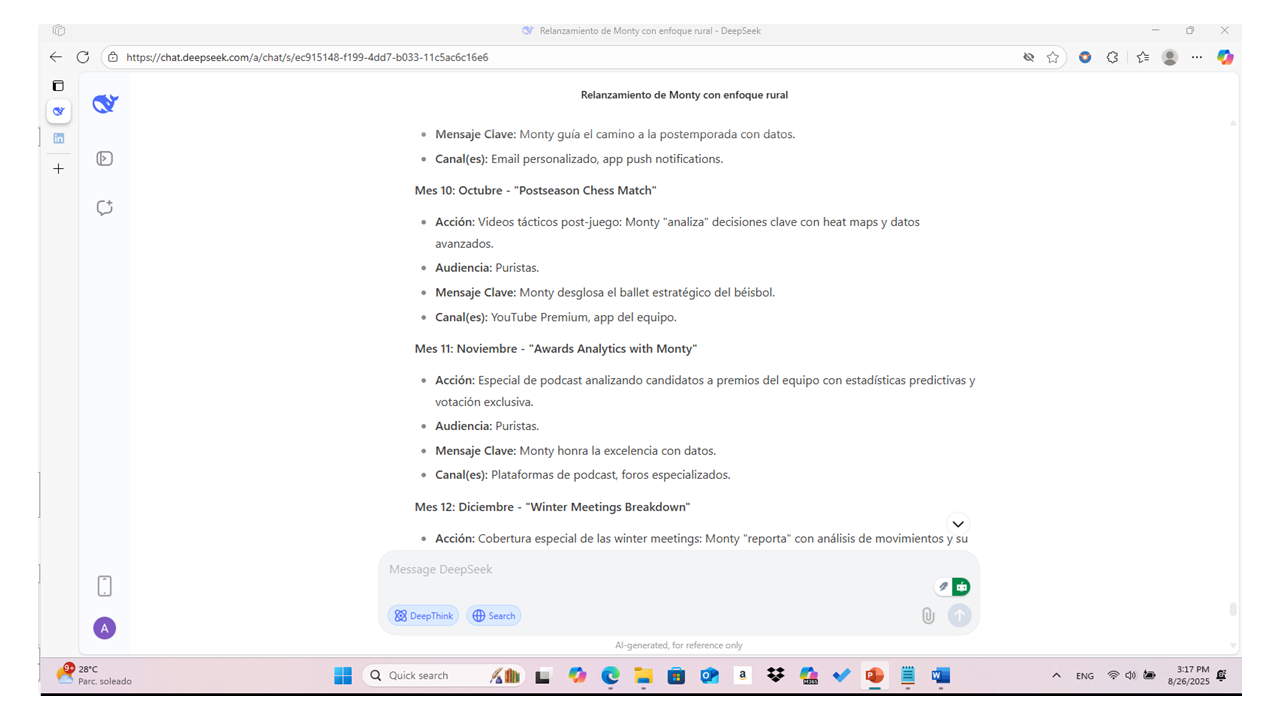 Relanzamiento de Monty con enfoque rural - DeepSeek
https://chat.deepseek.com/a/chat/s/ec915148-f199-4dd7-b033-11c5ac6c16e6
Relanzamiento de Monty con enfoque rural
Mensaje Clave: Monty guía el camino a la postemporada con datos.
Canal(es): Email personalizado, app push notifications.
Mes 10: Octubre - "Postseason Chess Match"
Acción: Videos tácticos post-juego: Monty "analiza" decisiones clave con heat maps y datos
avanzados.
Audiencia: Puristas.
Mensaje Clave: Monty desglosa el ballet estratégico del béisbol.
Canal(es): YouTube Premium, app del equipo.
Mes 11: Noviembre - "Awards Analytics with Monty"
Acción: Especial de podcast analizando candidatos a premios del equipo con estadísticas predictivas y
votación exclusiva.
Audiencia: Puristas.
Mensaje Clave: Monty honra la excelencia con datos.
Canal(es): Plataformas de podcast, foros especializados.
Mes 12: Diciembre - "Winter Meetings Breakdown"
Acción: Cobertura especial de las winter meetings: Monty "reporta" con análisis de movimientos y su
Message DeepSeek
DeepThink
Search
A
AI-generated, for reference only
9+
28°C
Parc. soleado
Quick search
a
M365
ENG
3:17 PM
8/26/2025